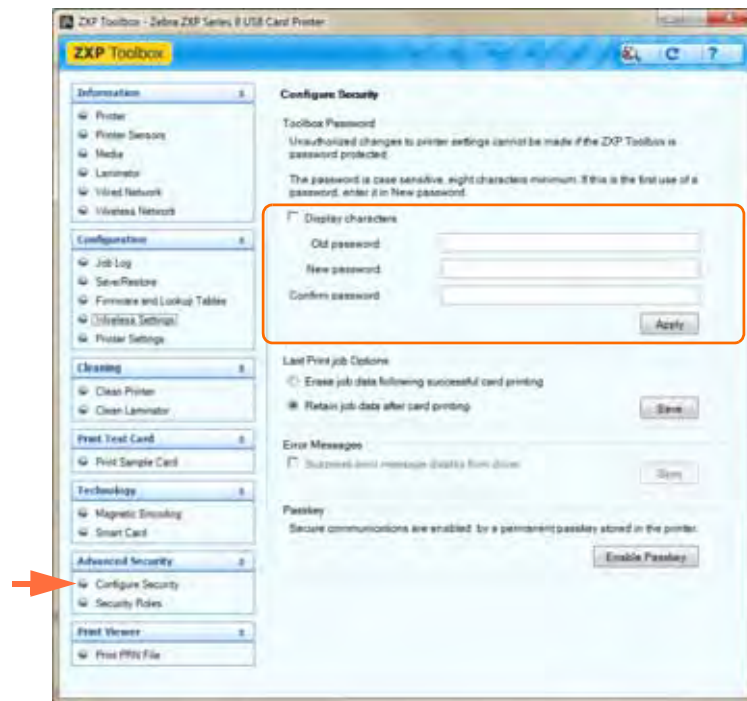 ZXP Toolbox - Zebra ZXP Series 8 USB Card Printer
ZXP Toolbox
?
Information
Printer
Printer Sensors
Media
Laminator
Wired Network
Wireless Network
Configuration
Job Log
Save/Restore
Firmware and Lookup Tables
Wireless Settings
Printer Settings
Cleaning
Clean Printer
Clean Laminator
Print Test Card
Print Sample Card
Technology
Magnetic Encoding
Smart Card
Advanced Security
Configure Security
Security Roles
Print Viewer
Print PRN File
Configure Security
Toolbox Password
Unauthorized changes to printer settings cannot be made if the ZXP Toolbox is
password protected.
The password is case sensitive, eight characters minimum. If this is the first use of a
password, enter it in New password.
Display characters
Old password
New password
Confirm password
Apply
Last Print job Options
Erase job data following successful card printing
Retain job data after card printing
Save
Error Messages
Suppress error message display from driver
Save
Passkey
Secure communications are enabled by a permanent passkey stored in the printer.
Enable Passkey